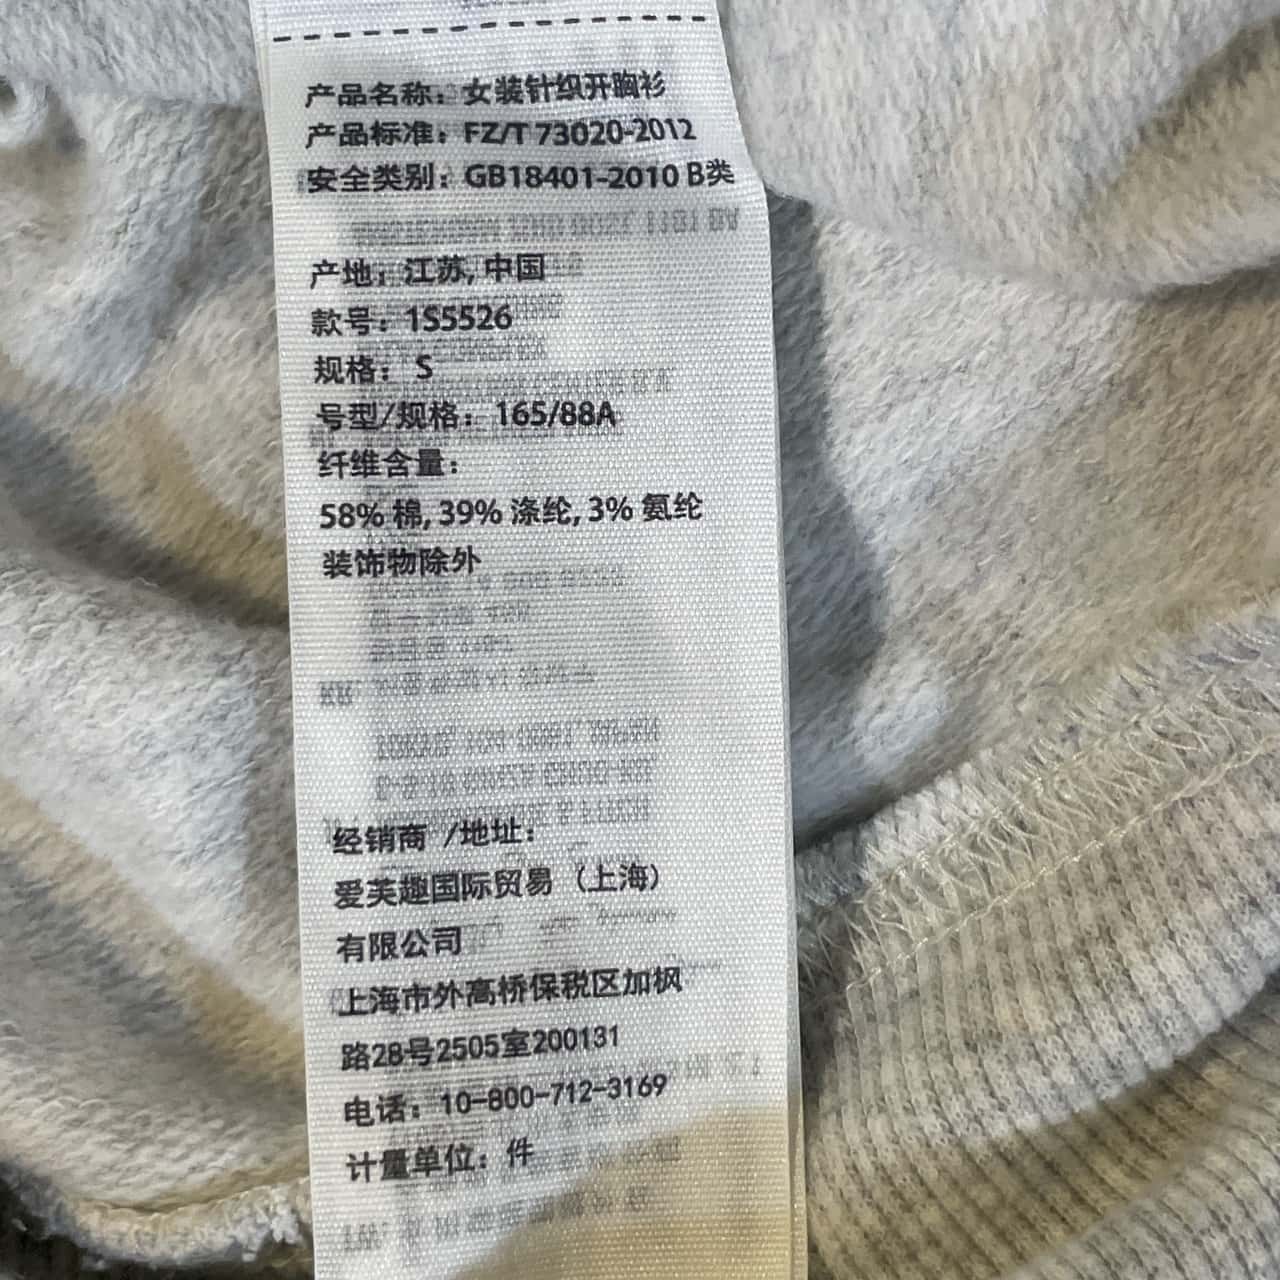 产品名称：女装针织开胸衫
产品标准：FZ/T 73020-2012
安全类别：GB18401-2010 B类
产地：江苏, 中国
款号：1S5526
规格：S
号型/规格：165/88A
纤维含量：
58% 棉, 39% 涤纶, 3% 氨纶
装饰物除外
经销商 /地址：
爱芙趣国际贸易（上海）
有限公司
上海市外高桥保税区加枫
路28号2505室200131
电话：10-800-712-3169
计量单位：件